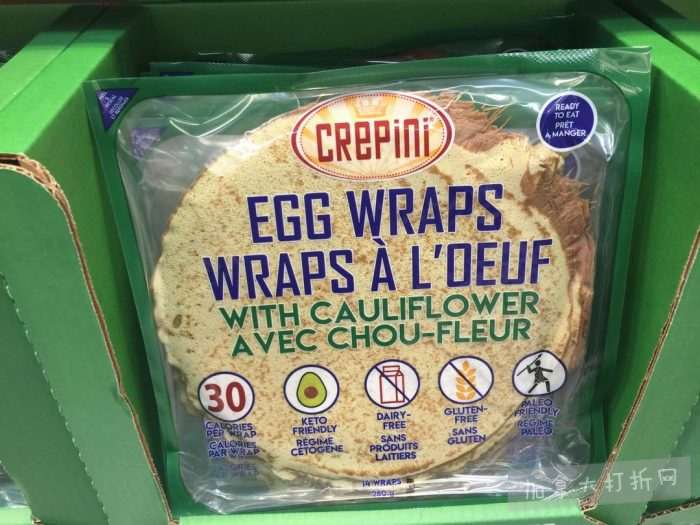 CREPINI
READY
TO EAT
PRÊT
À MANGER
EGG WRAPS
WRAPS À L'OEUF
WITH CAULIFLOWER
AVEC CHOU-FLEUR
30
CALORIES
PER WRAP
CALORIES
PAR WRAP
KETO
FRIENDLY
RÉGIME
CÉTOGÈNE
DAIRY-
FREE
SANS
PRODUITS
LAITIERS
GLUTEN-
FREE
SANS
GLUTEN
PALEO
FRIENDLY
RÉGIME
PALEO
14 WRAPS
280 g
加拿大打折网